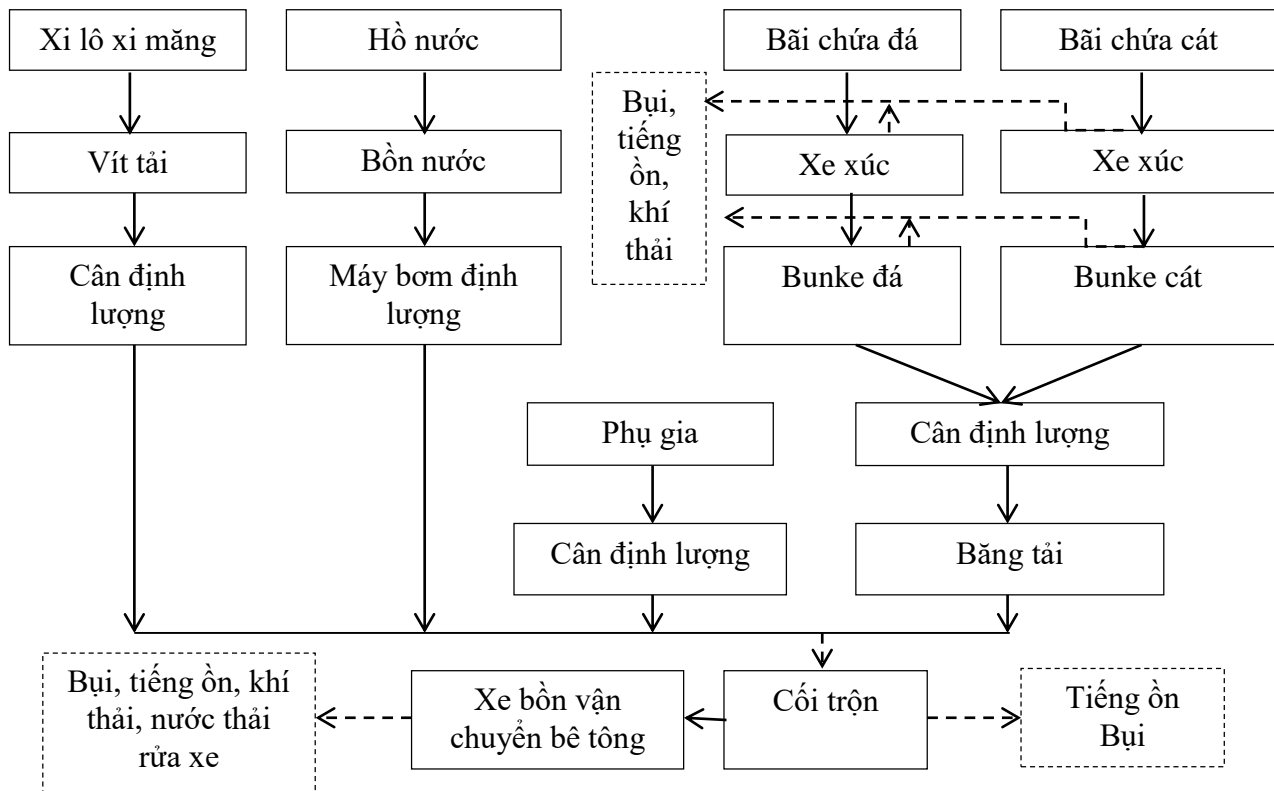 Xi lô xi măng
Hồ nước
Bãi chứa đá
Bãi chứa cát
Bụi,
tiếng
ồn,
khí
thải
Vít tải
Bồn nước
Xe xúc
Xe xúc
Cân định
lượng
Máy bơm định
lượng
Bunke đá
Bunke cát
Phụ gia
Cân định lượng
Cân định lượng
Băng tải
Bụi, tiếng ồn, khí
thải, nước thải
rửa xe
Xe bồn vận
chuyển bê tông
Cối trộn
Tiếng ồn
Bụi